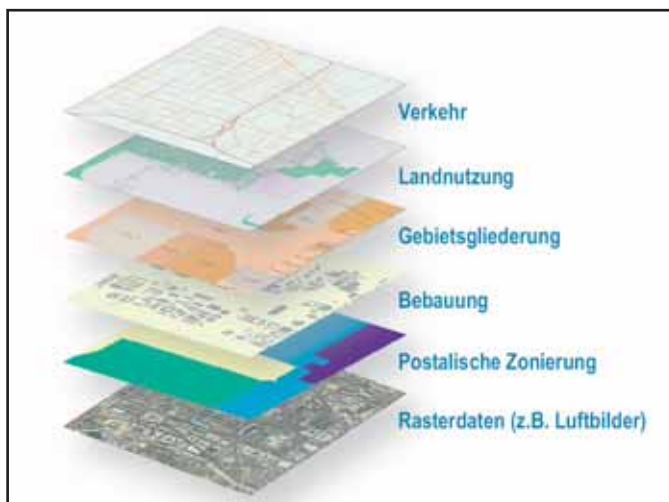 Verkehr
Landnutzung
Gebietsgliederung
Bebauung
Postalische Zonierung
Rasterdaten (z.B. Luftbilder)